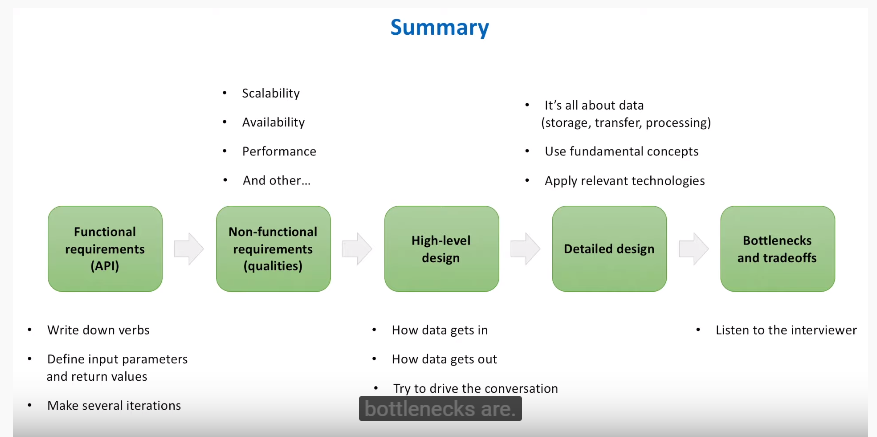 Summary
• Scalability
• Availability
• Performance
• And other...
• It's all about data
(storage, transfer, processing)
• Use fundamental concepts
• Apply relevant technologies
Functional
requirements
(API)
Non-functional
requirements
(qualities)
High-level
design
Detailed design
Bottlenecks
and tradeoffs
• Write down verbs
• Define input parameters
and return values
• Make several iterations
• How data gets in
• How data gets out
• Try to drive the conversation
• Listen to the interviewer
bottlenecks are.